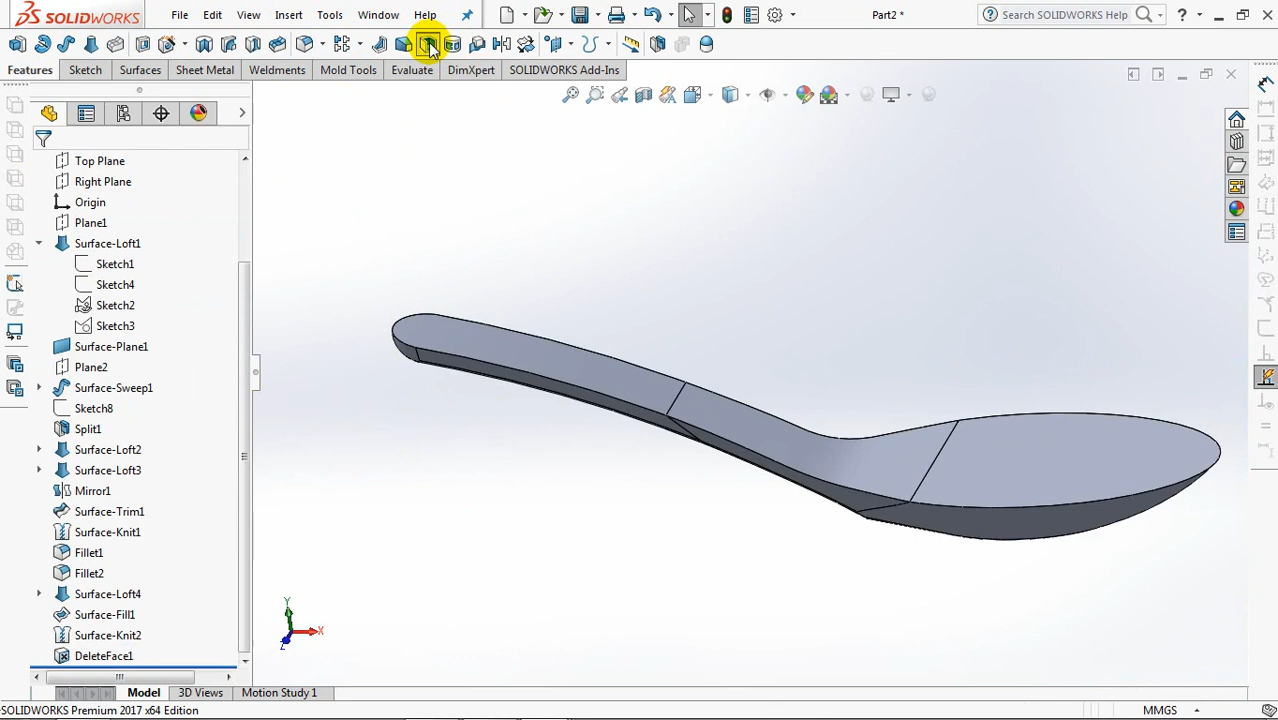 SOLIDWORKS
File Edit View Insert Tools Window Help
Part2 *
Search SOLIDWORKS Help
?
Features Sketch Surfaces Sheet Metal Weldments Mold Tools Evaluate DimXpert SOLIDWORKS Add-Ins
Top Plane
Right Plane
Origin
Plane1
Surface-Loft1
Sketch1
Sketch4
Sketch2
Sketch3
Surface-Plane1
Plane2
Surface-Sweep1
Sketch8
Split1
Surface-Loft2
Surface-Loft3
Mirror1
Surface-Trim1
Surface-Knit1
Fillet1
Fillet2
Surface-Loft4
Surface-Fill1
Surface-Knit2
DeleteFace1
Y
X
Z
Model 3D Views Motion Study 1
SOLIDWORKS Premium 2017 x64 Edition
MMGS